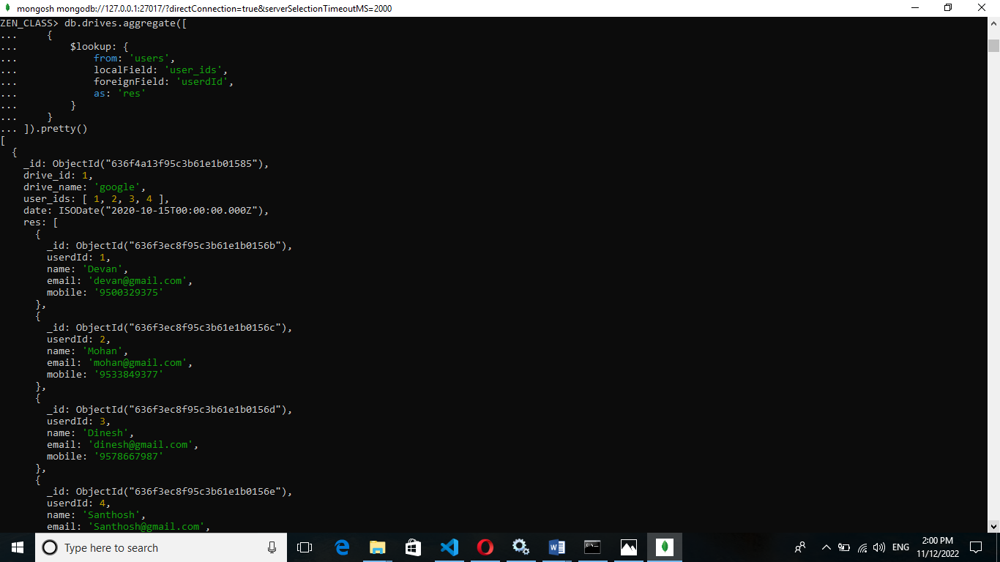 mongosh mongodb://127.0.0.1:27017/?directConnection=true&serverSelectionTimeoutMS=2000
ZEN_CLASS> db.drives.aggregate([
...     {
...         $lookup: {
...             from: 'users',
...             localField: 'user_ids',
...             foreignField: 'userdId',
...             as: 'res'
...         }
...     }
... ]).pretty()
[
  {
    _id: ObjectId("636f4a13f95c3b61e1b01585"),
    drive_id: 1,
    drive_name: 'google',
    user_ids: [ 1, 2, 3, 4 ],
    date: ISODate("2020-10-15T00:00:00.000Z"),
    res: [
      {
        _id: ObjectId("636f3ec8f95c3b61e1b0156b"),
        userdId: 1,
        name: 'Devan',
        email: 'devan@gmail.com',
        mobile: '9500329375'
      },
      {
        _id: ObjectId("636f3ec8f95c3b61e1b0156c"),
        userdId: 2,
        name: 'Mohan',
        email: 'mohan@gmail.com',
        mobile: '9533849377'
      },
      {
        _id: ObjectId("636f3ec8f95c3b61e1b0156d"),
        userdId: 3,
        name: 'Dinesh',
        email: 'dinesh@gmail.com',
        mobile: '9578667987'
      },
      {
        _id: ObjectId("636f3ec8f95c3b61e1b0156e"),
        userdId: 4,
        name: 'Santhosh',
        email: 'Santhosh@gmail.com',
Type here to search
ENG
2:00 PM
11/12/2022